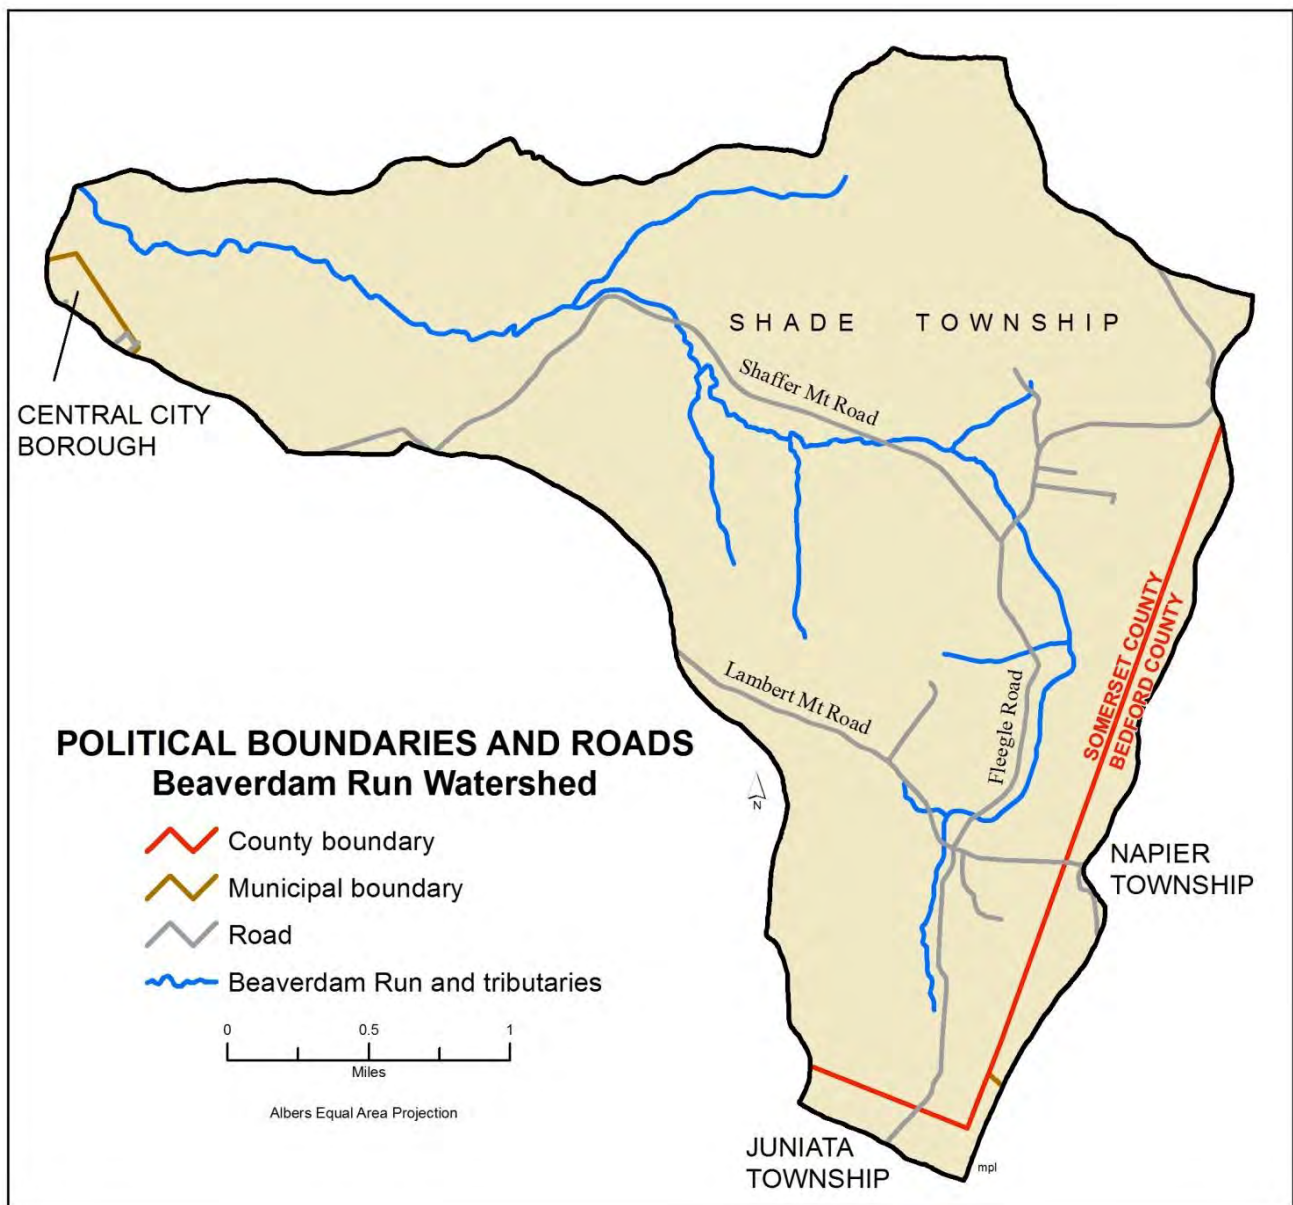 SHADE TOWNSHIP
Shaffer Mt Road
CENTRAL CITY
BOROUGH
SOMERSET COUNTY
BEDFORD COUNTY
Lambert Mt Road
Fleegle Road
POLITICAL BOUNDARIES AND ROADS
Beaverdam Run Watershed
N
County boundary
Municipal boundary
Road
Beaverdam Run and tributaries
0 0.5 1
Miles
Albers Equal Area Projection
NAPIER
TOWNSHIP
JUNIATA
TOWNSHIP
mpl